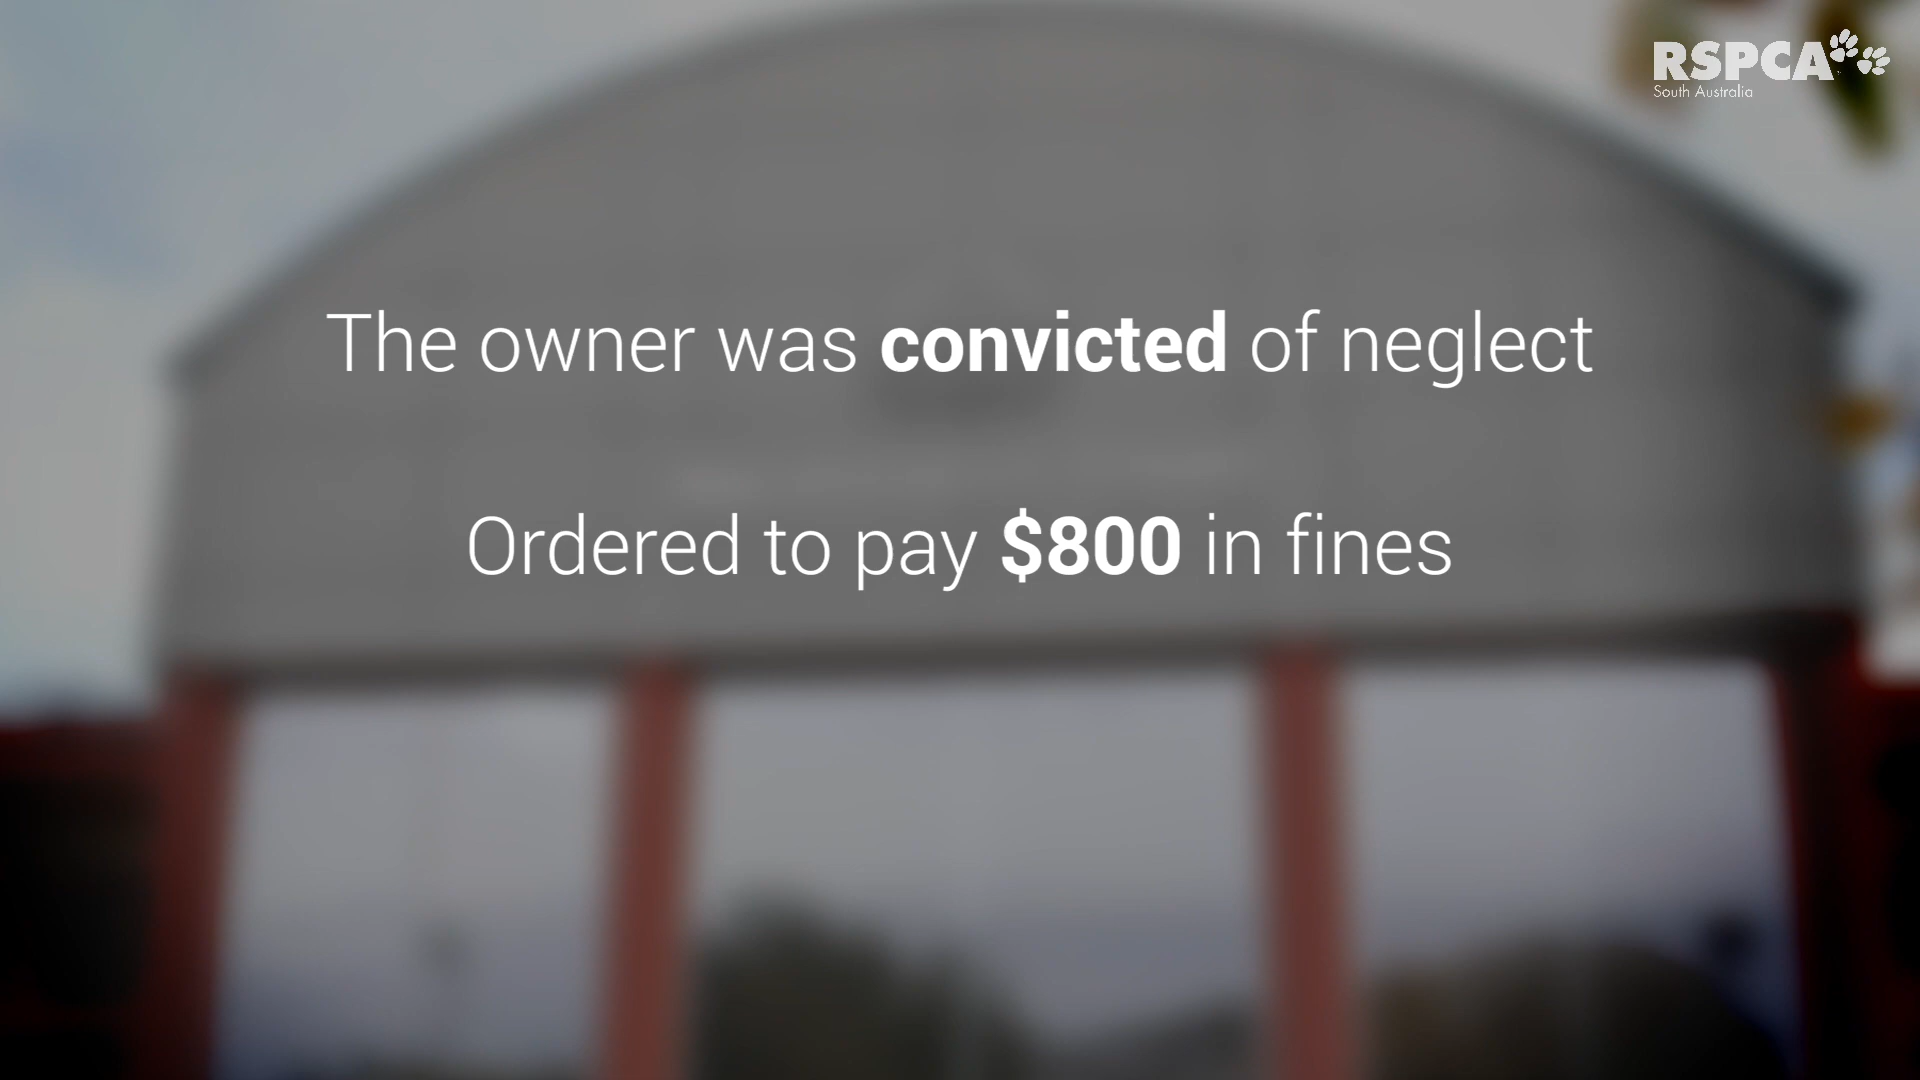 RSPCA
South Australia
The owner was convicted of neglect
Ordered to pay $800 in fines